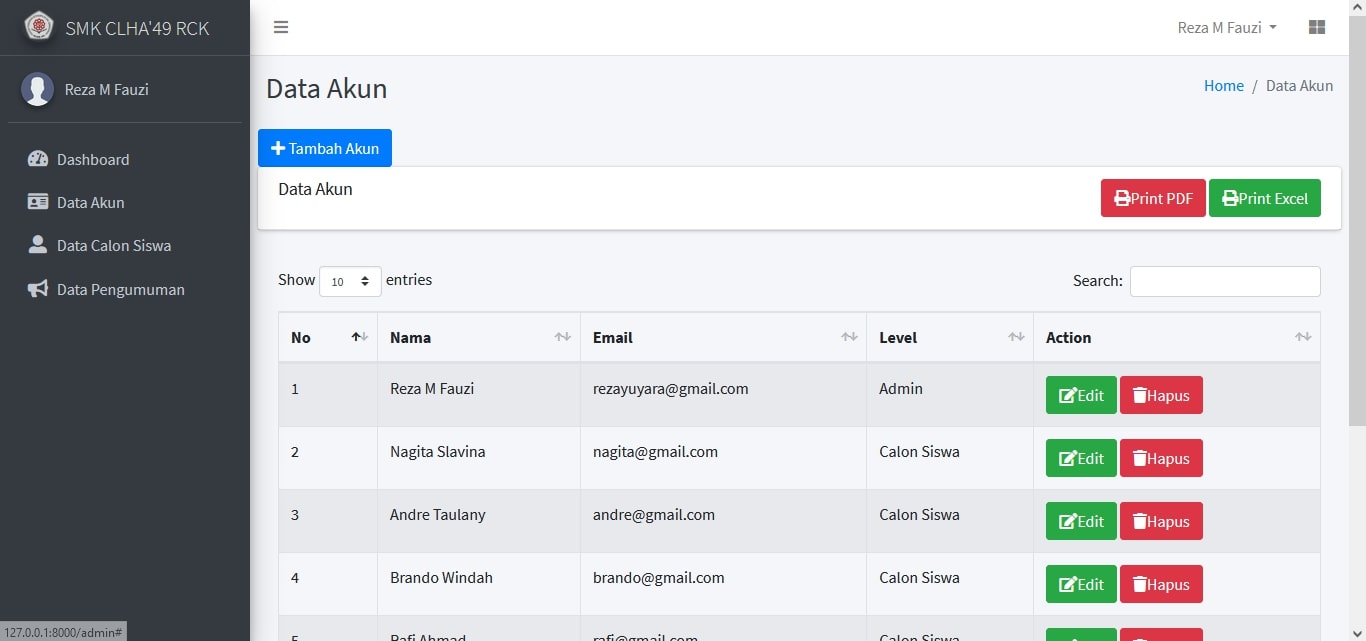 SMK CLHA'49 RCK
Reza M Fauzi
Reza M Fauzi
Dashboard
Data Akun
Data Calon Siswa
Data Pengumuman
Data Akun
Home / Data Akun
Tambah Akun
Data Akun
Print PDF Print Excel
Show 10 entries
Search:
No Nama Email Level Action
1 Reza M Fauzi rezayuyara@gmail.com Admin Edit Hapus
2 Nagita Slavina nagita@gmail.com Calon Siswa Edit Hapus
3 Andre Taulany andre@gmail.com Calon Siswa Edit Hapus
4 Brando Windah brando@gmail.com Calon Siswa Edit Hapus
5 Rafi Ahmad rafi@gmail.com Calon Siswa
127.0.0.1:8000/admin#